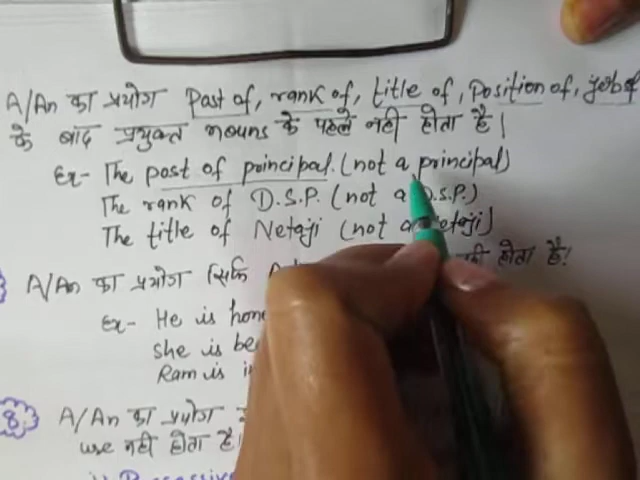 A/An का प्रयोग Post of, rank of, title of, Position of, job of
के बाद प्रयुक्त nouns के पहले नही होता है|
Ex- The post of principal. (not a principal)
The rank of D.S.P. (not a D.S.P.)
The title of Netaji (not a Netaji)
A/An का प्रयोग सिर्फ नही होता है!
Ex- He is
she is
Ram is
8 A/An का प्रयोग
use नही होता है|